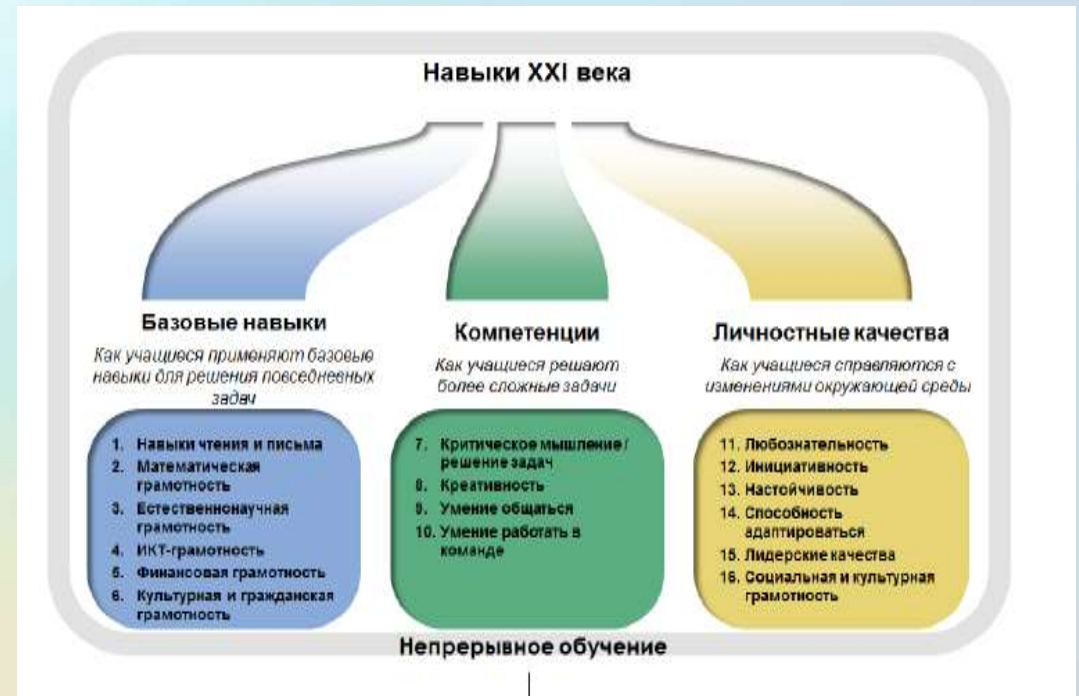 Навыки XXI века
Базовые навыки
Как учащиеся применяют базовые
навыки для решения повседневных
задач
1. Навыки чтения и письма
2. Математическая
грамотность
3. Естественнонаучная
грамотность
4. ИКТ-грамотность
5. Финансовая грамотность
6. Культурная и гражданская
грамотность
Компетенции
Как учащиеся решают
более сложные задачи
7. Критическое мышление/
решение задач
8. Креативность
9. Умение общаться
10. Умение работать в
команде
Личностные качества
Как учащиеся справляются с
изменениями окружающей среды
11. Любознательность
12. Инициативность
13. Настойчивость
14. Способность
адаптироваться
15. Лидерские качества
16. Социальная и культурная
грамотность
Непрерывное обучение